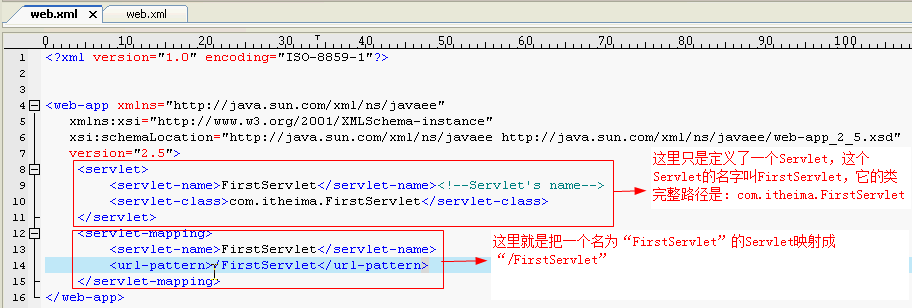 web.xml
web.xml
0 10 20 30 40 50 60 70 80 90 100
1 <?xml version="1.0" encoding="ISO-8859-1"?>
2
3
4 <web-app xmlns="http://java.sun.com/xml/ns/javaee"
5 xmlns:xsi="http://www.w3.org/2001/XMLSchema-instance"
6 xsi:schemaLocation="http://java.sun.com/xml/ns/javaee http://java.sun.com/xml/ns/javaee/web-app_2_5.xsd"
7 version="2.5">
8 <servlet>
9 <servlet-name>FirstServlet</servlet-name><!--Servlet's name-->
10 <servlet-class>com.itheima.FirstServlet</servlet-class>
11 </servlet>
这里只是定义了一个Servlet，这个
Servlet的名字叫FirstServlet，它的类
完整路径是：com.itheima.FirstServlet
12 <servlet-mapping>
13 <servlet-name>FirstServlet</servlet-name>
14 <url-pattern>/FirstServlet</url-pattern>
15 </servlet-mapping>
16 </web-app>
这里就是把一个名为“FirstServlet”的Servlet映射成
“/FirstServlet”